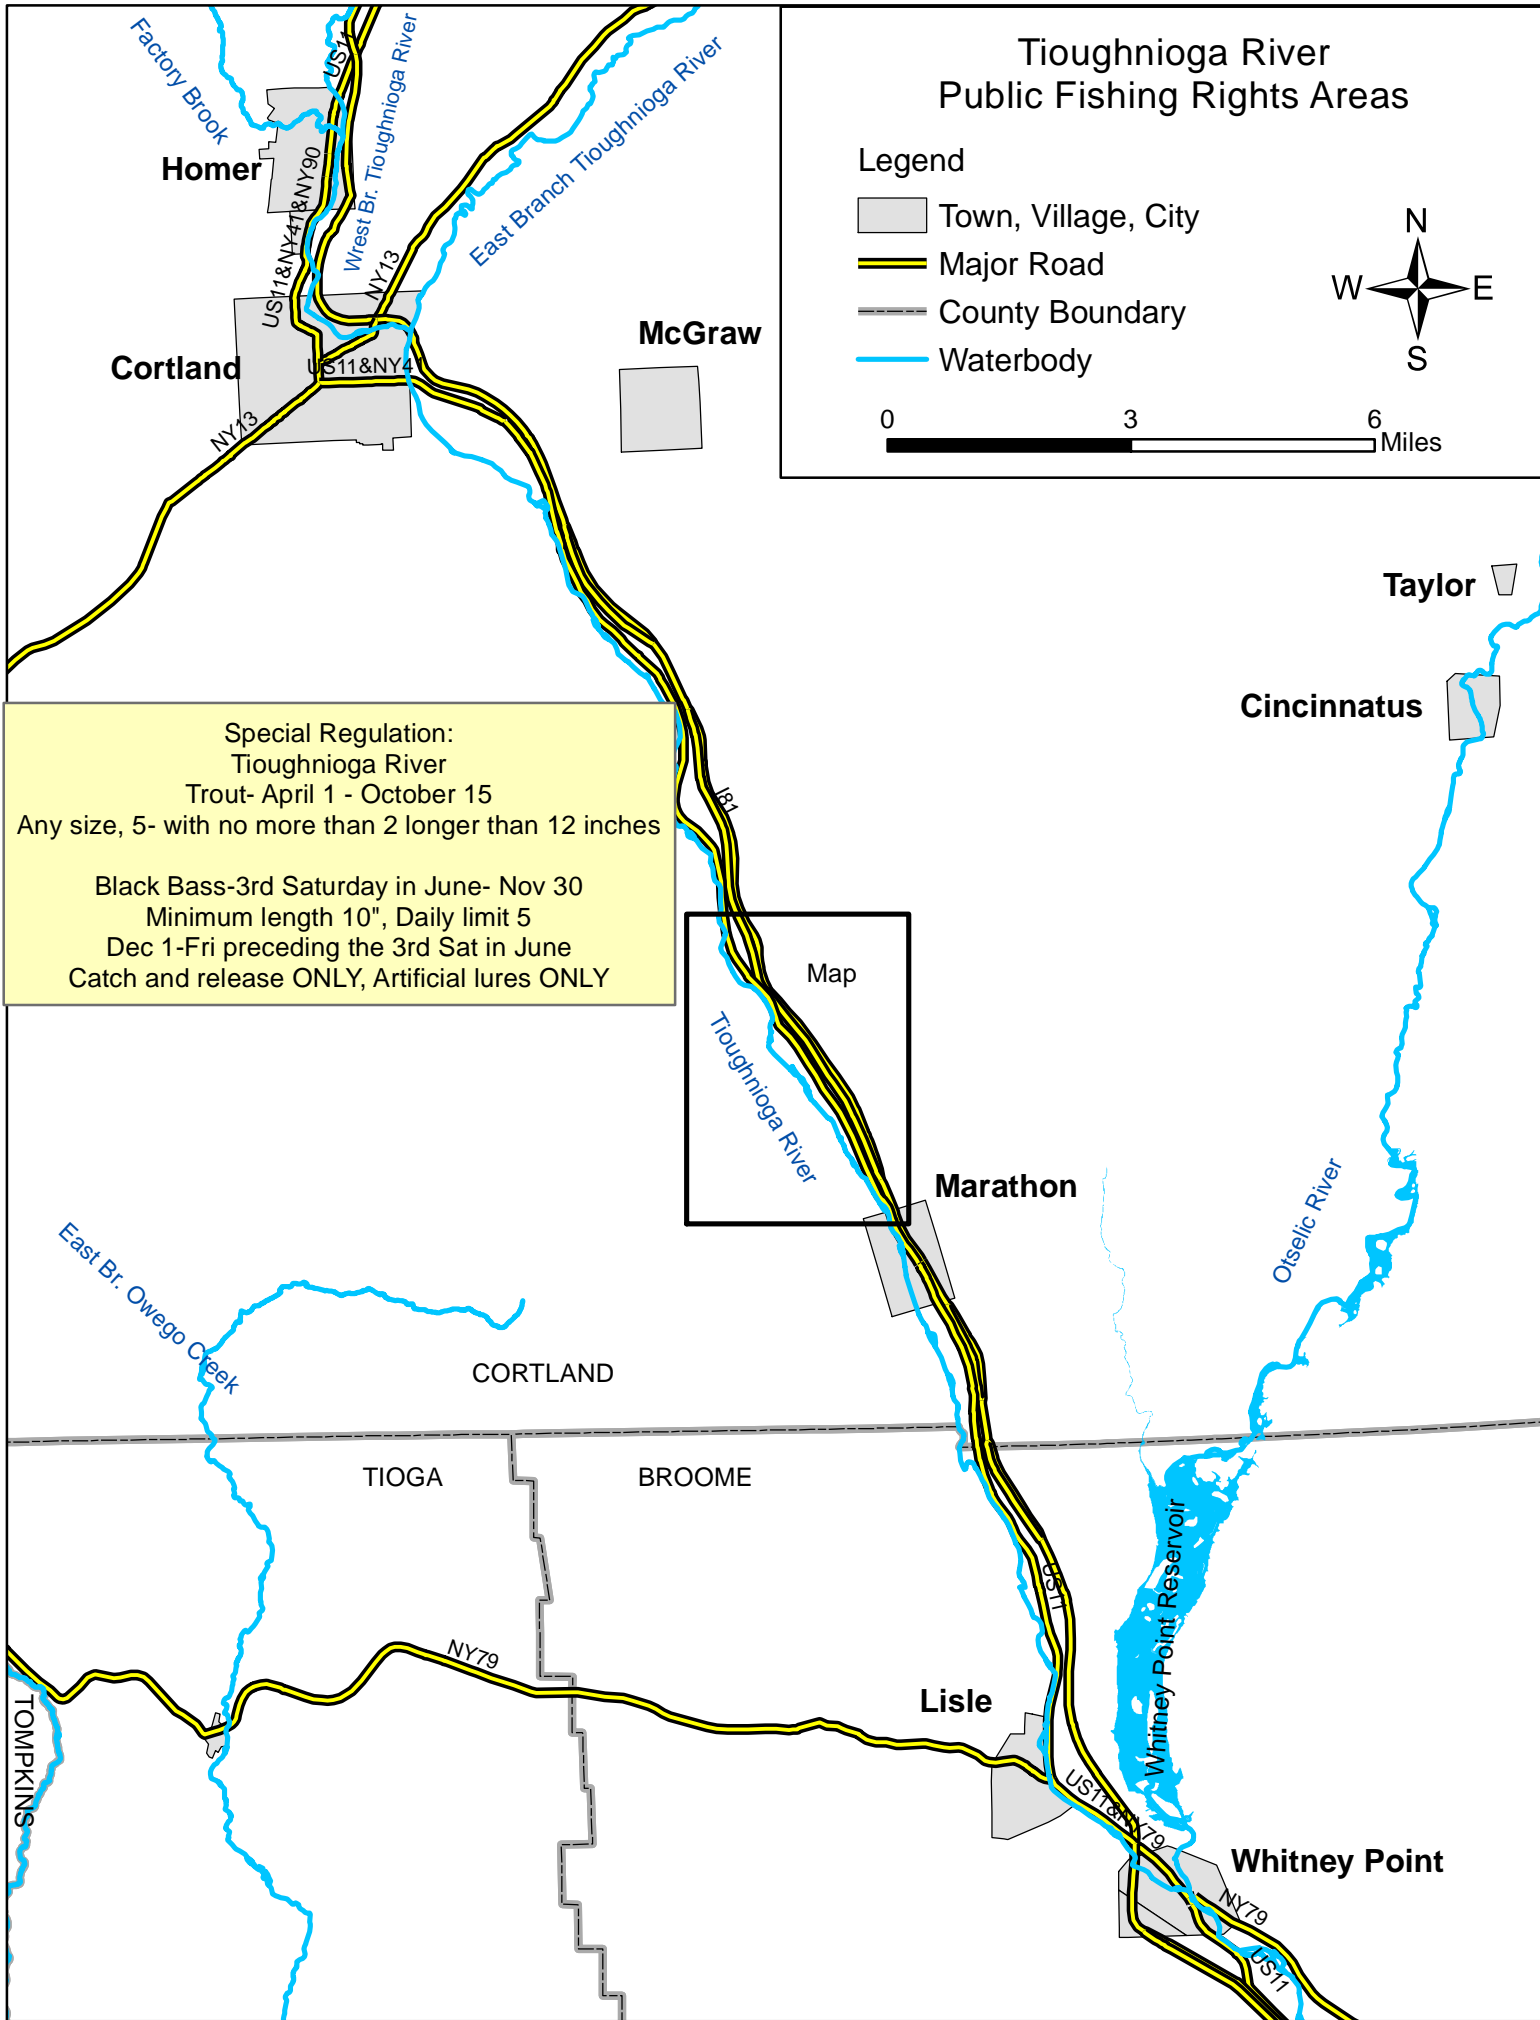 Tioughnioga River
Public Fishing Rights Areas
Legend
Town, Village, City
Major Road
County Boundary
Waterbody
N
W
E
S
0
3
6
Miles
Factory Brook
US11
Wrest Br. Tioughnioga River
East Branch Tioughnioga River
Homer
US11&NY41&NY90
NY13
Cortland
US11&NY41
McGraw
NY13
Taylor
Cincinnatus
Special Regulation:
Tioughnioga River
Trout- April 1 - October 15
Any size, 5- with no more than 2 longer than 12 inches
Black Bass-3rd Saturday in June- Nov 30
Minimum length 10", Daily limit 5
Dec 1-Fri preceding the 3rd Sat in June
Catch and release ONLY, Artificial lures ONLY
I81
Map
Tioughnioga River
Marathon
Otselic River
East Br. Owego Creek
CORTLAND
TIOGA
BROOME
US11
Whitney Point Reservoir
NY79
TOMPKINS
Lisle
US11&NY79
Whitney Point
NY79
US11